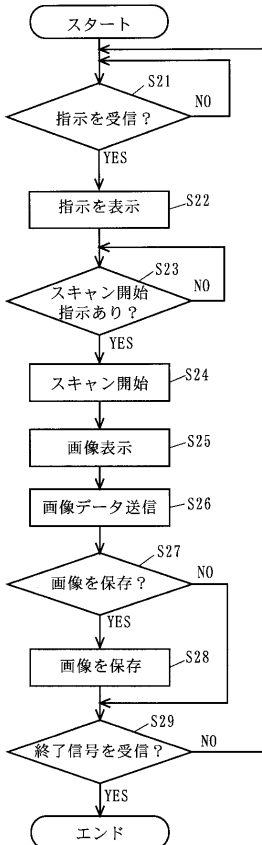 スタート
S21
指示を受信?
NO
YES
指示を表示
S22
S23
スキャン開始
指示あり?
NO
YES
スキャン開始
S24
画像表示
S25
画像データ送信
S26
S27
画像を保存?
NO
YES
画像を保存
S28
S29
終了信号を受信?
NO
YES
エンド